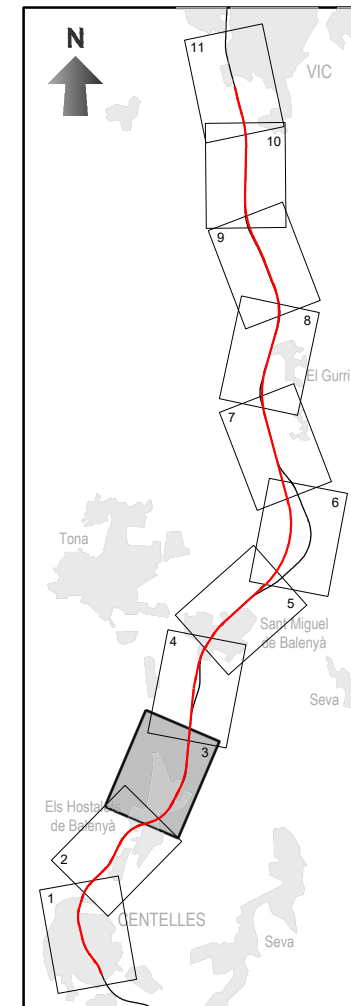 N
11
VIC
10
9
8
El Gurri
7
6
Tona
5
Sant Miguel
de Balenyà
4
Seva
3
Els Hostalets
de Balenyà
2
1
CENTELLES
Seva